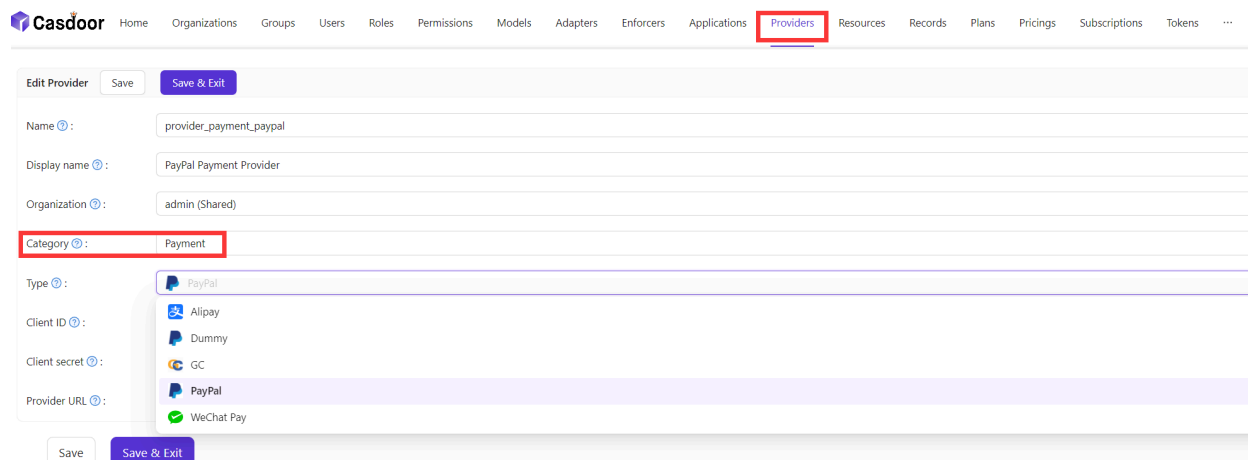 Casdoor Home Organizations Groups Users Roles Permissions Models Adapters Enforcers Applications Providers Resources Records Plans Pricings Subscriptions Tokens ···
Edit Provider Save Save & Exit
Name ? : provider_payment_paypal
Display name ? : PayPal Payment Provider
Organization ? : admin (Shared)
Category ? : Payment
Type ? : PayPal
支 Alipay
Client ID ? :
Dummy
Client secret ? :
GC
PayPal
Provider URL ? :
WeChat Pay
Save Save & Exit